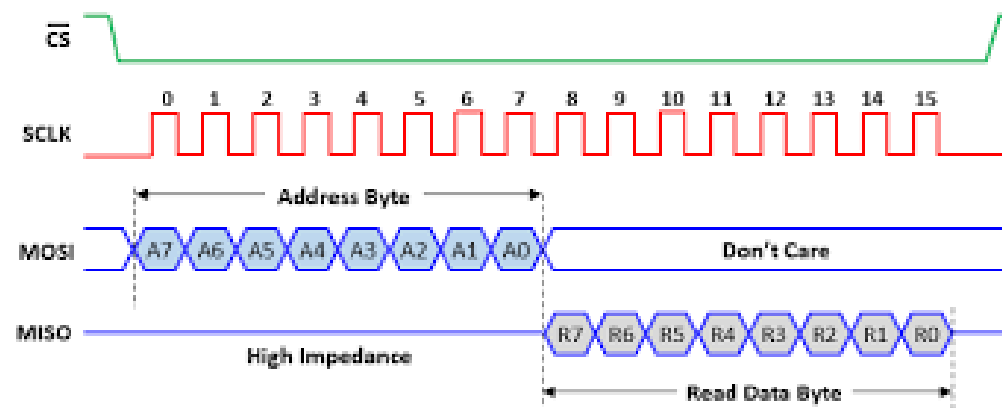 CS
0 1 2 3 4 5 6 7 8 9 10 11 12 13 14 15
SCLK
Address Byte
MOSI A7 A6 A5 A4 A3 A2 A1 A0 Don't Care
MISO R7 R6 R5 R4 R3 R2 R1 R0
High Impedance
Read Data Byte